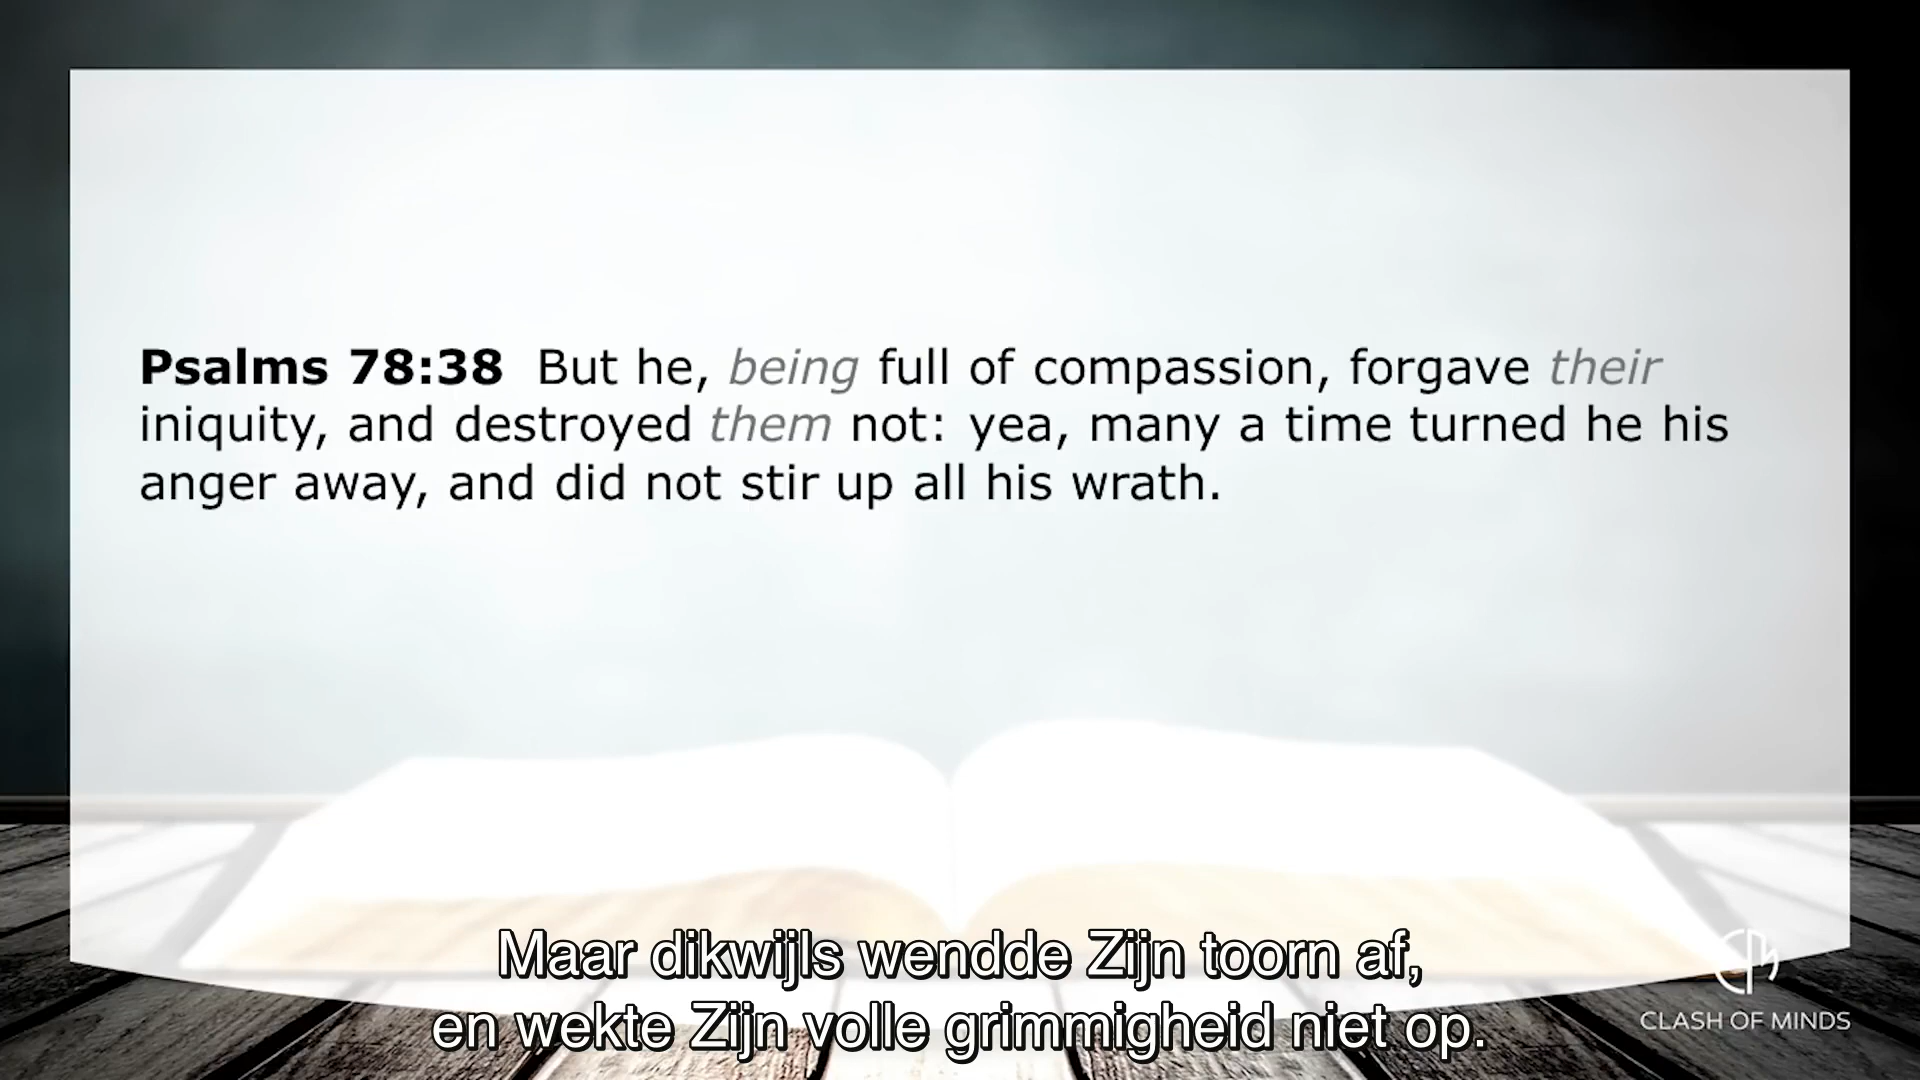 Psalms 78:38 But he, being full of compassion, forgave their
iniquity, and destroyed them not: yea, many a time turned he his
anger away, and did not stir up all his wrath.
Maar dikwijls wendde Zijn toorn af,
en wekte Zijn volle grimmigheid niet op.
CLASH OF MINDS